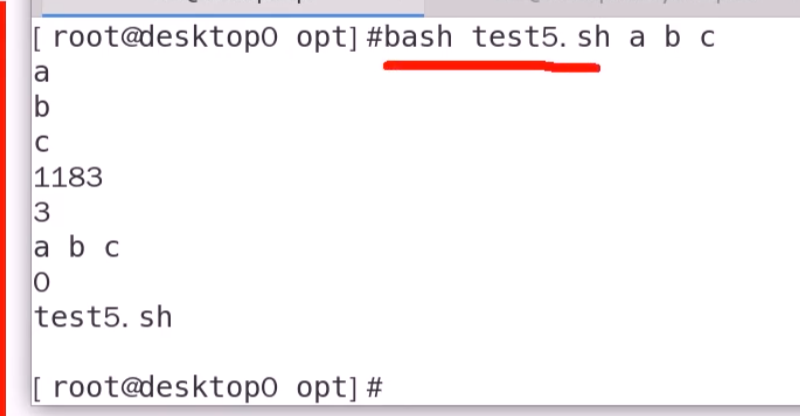 [ root@desktop0 opt] #bash test5. sh a b c
a
b
c
1183
3
a b c
0
test5. sh
[ root@desktop0 opt] #